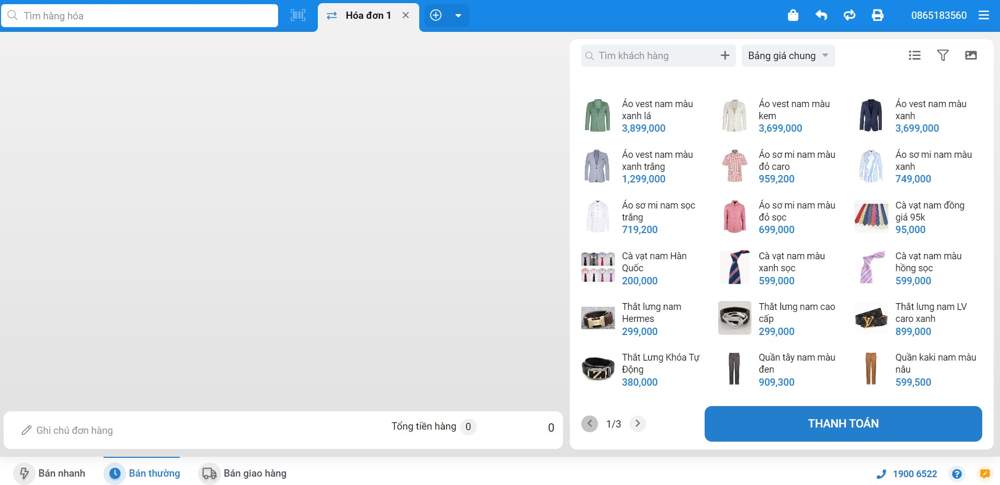 Tìm hàng hóa
Hóa đơn 1
0865183560
Tìm khách hàng
Bảng giá chung
Áo vest nam màu
xanh lá
3,899,000
Áo vest nam màu
kem
3,699,000
Áo vest nam màu
xanh
3,699,000
Áo vest nam màu
xanh trắng
1,299,000
Áo sơ mi nam màu
đỏ caro
959,200
Áo sơ mi nam màu
xanh
749,000
Áo sơ mi nam sọc
trắng
719,200
Áo sơ mi nam màu
đỏ sọc
699,000
Cà vạt nam đồng
giá 95k
95,000
Cà vạt nam Hàn
Quốc
200,000
Cà vạt nam màu
xanh sọc
599,000
Cà vạt nam màu
hồng sọc
599,000
Thắt lưng nam
Hermes
299,000
Thắt lưng nam cao
cấp
299,000
Thắt lưng nam LV
caro xanh
899,000
Thắt Lưng Khóa Tự
Động
380,000
Quần tây nam màu
đen
909,300
Quần kaki nam màu
nâu
599,500
Ghi chú đơn hàng
Tổng tiền hàng 0 0
1/3
THANH TOÁN
Bán nhanh
Bán thường
Bán giao hàng
1900 6522